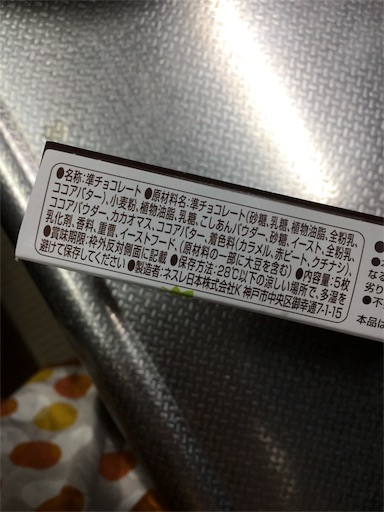 ●名称:準チョコレート ●原材料名:準チョコレート(砂糖、乳糖、植物油脂、全粉乳、
ココアバター)、小麦粉、植物油脂、乳糖、こしあんパウダー、砂糖、イースト、全粉乳、
ココアパウダー、カカオマス、ココアバター、着色料(カラメル、赤ビート、クチナシ)、
乳化剤、香料、重曹、イーストフード、(原材料の一部に大豆を含む) ●内容量:5枚
●賞味期限:枠外反対側面に記載 ●保存方法:28℃以下の涼しい場所で、多湿を
避けて保存してください ●製造者:ネスレ日本株式会社K 神戸市中央区御幸通7-1-15
な
劣り
●不
本品は